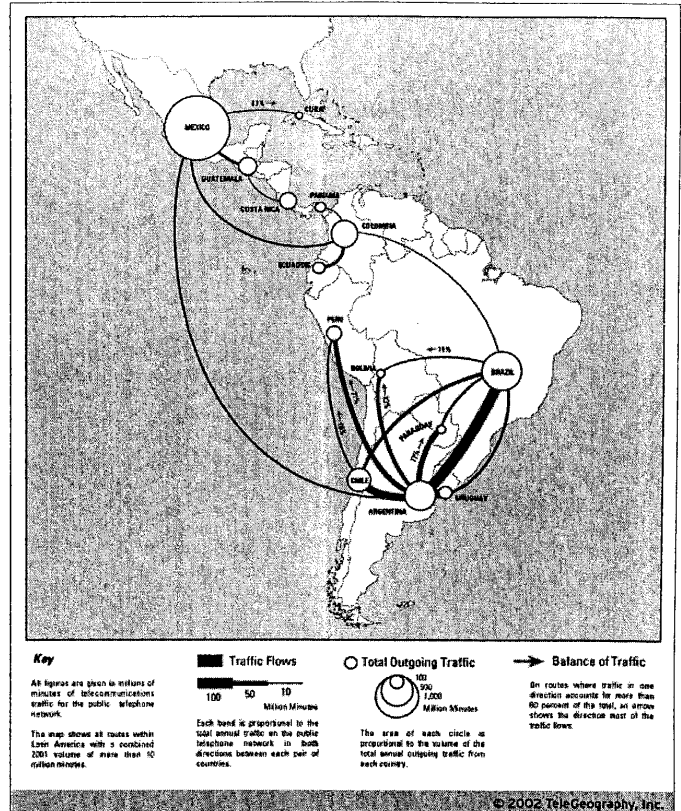 MEXICO
CUBA
GUATEMALA
COSTA RICA
PANAMA
COLOMBIA
ECUADOR
PERU
BOLIVIA
BRAZIL
PARAGUAY
CHILE
ARGENTINA
URUGUAY
Key
All figures are given in millions of
minutes of telecommunications
traffic for the public telephone
network.
The map shows all routes within
Latin America with a combined
2001 volume of more than 10
million minutes.
Traffic Flows
100 50 10
Million Minutes
Each band is proportional to the
total annual traffic on the public
telephone network in both
directions between each pair of
countries.
Total Outgoing Traffic
100
500
1,000
Million Minutes
The area of each circle is
proportional to the volume of the
total annual outgoing traffic from
each country.
Balance of Traffic
On routes where traffic in one
direction accounts for more than
60 percent of the total, an arrow
shows the direction most of the
traffic flows.
© 2002 TeleGeography, Inc.